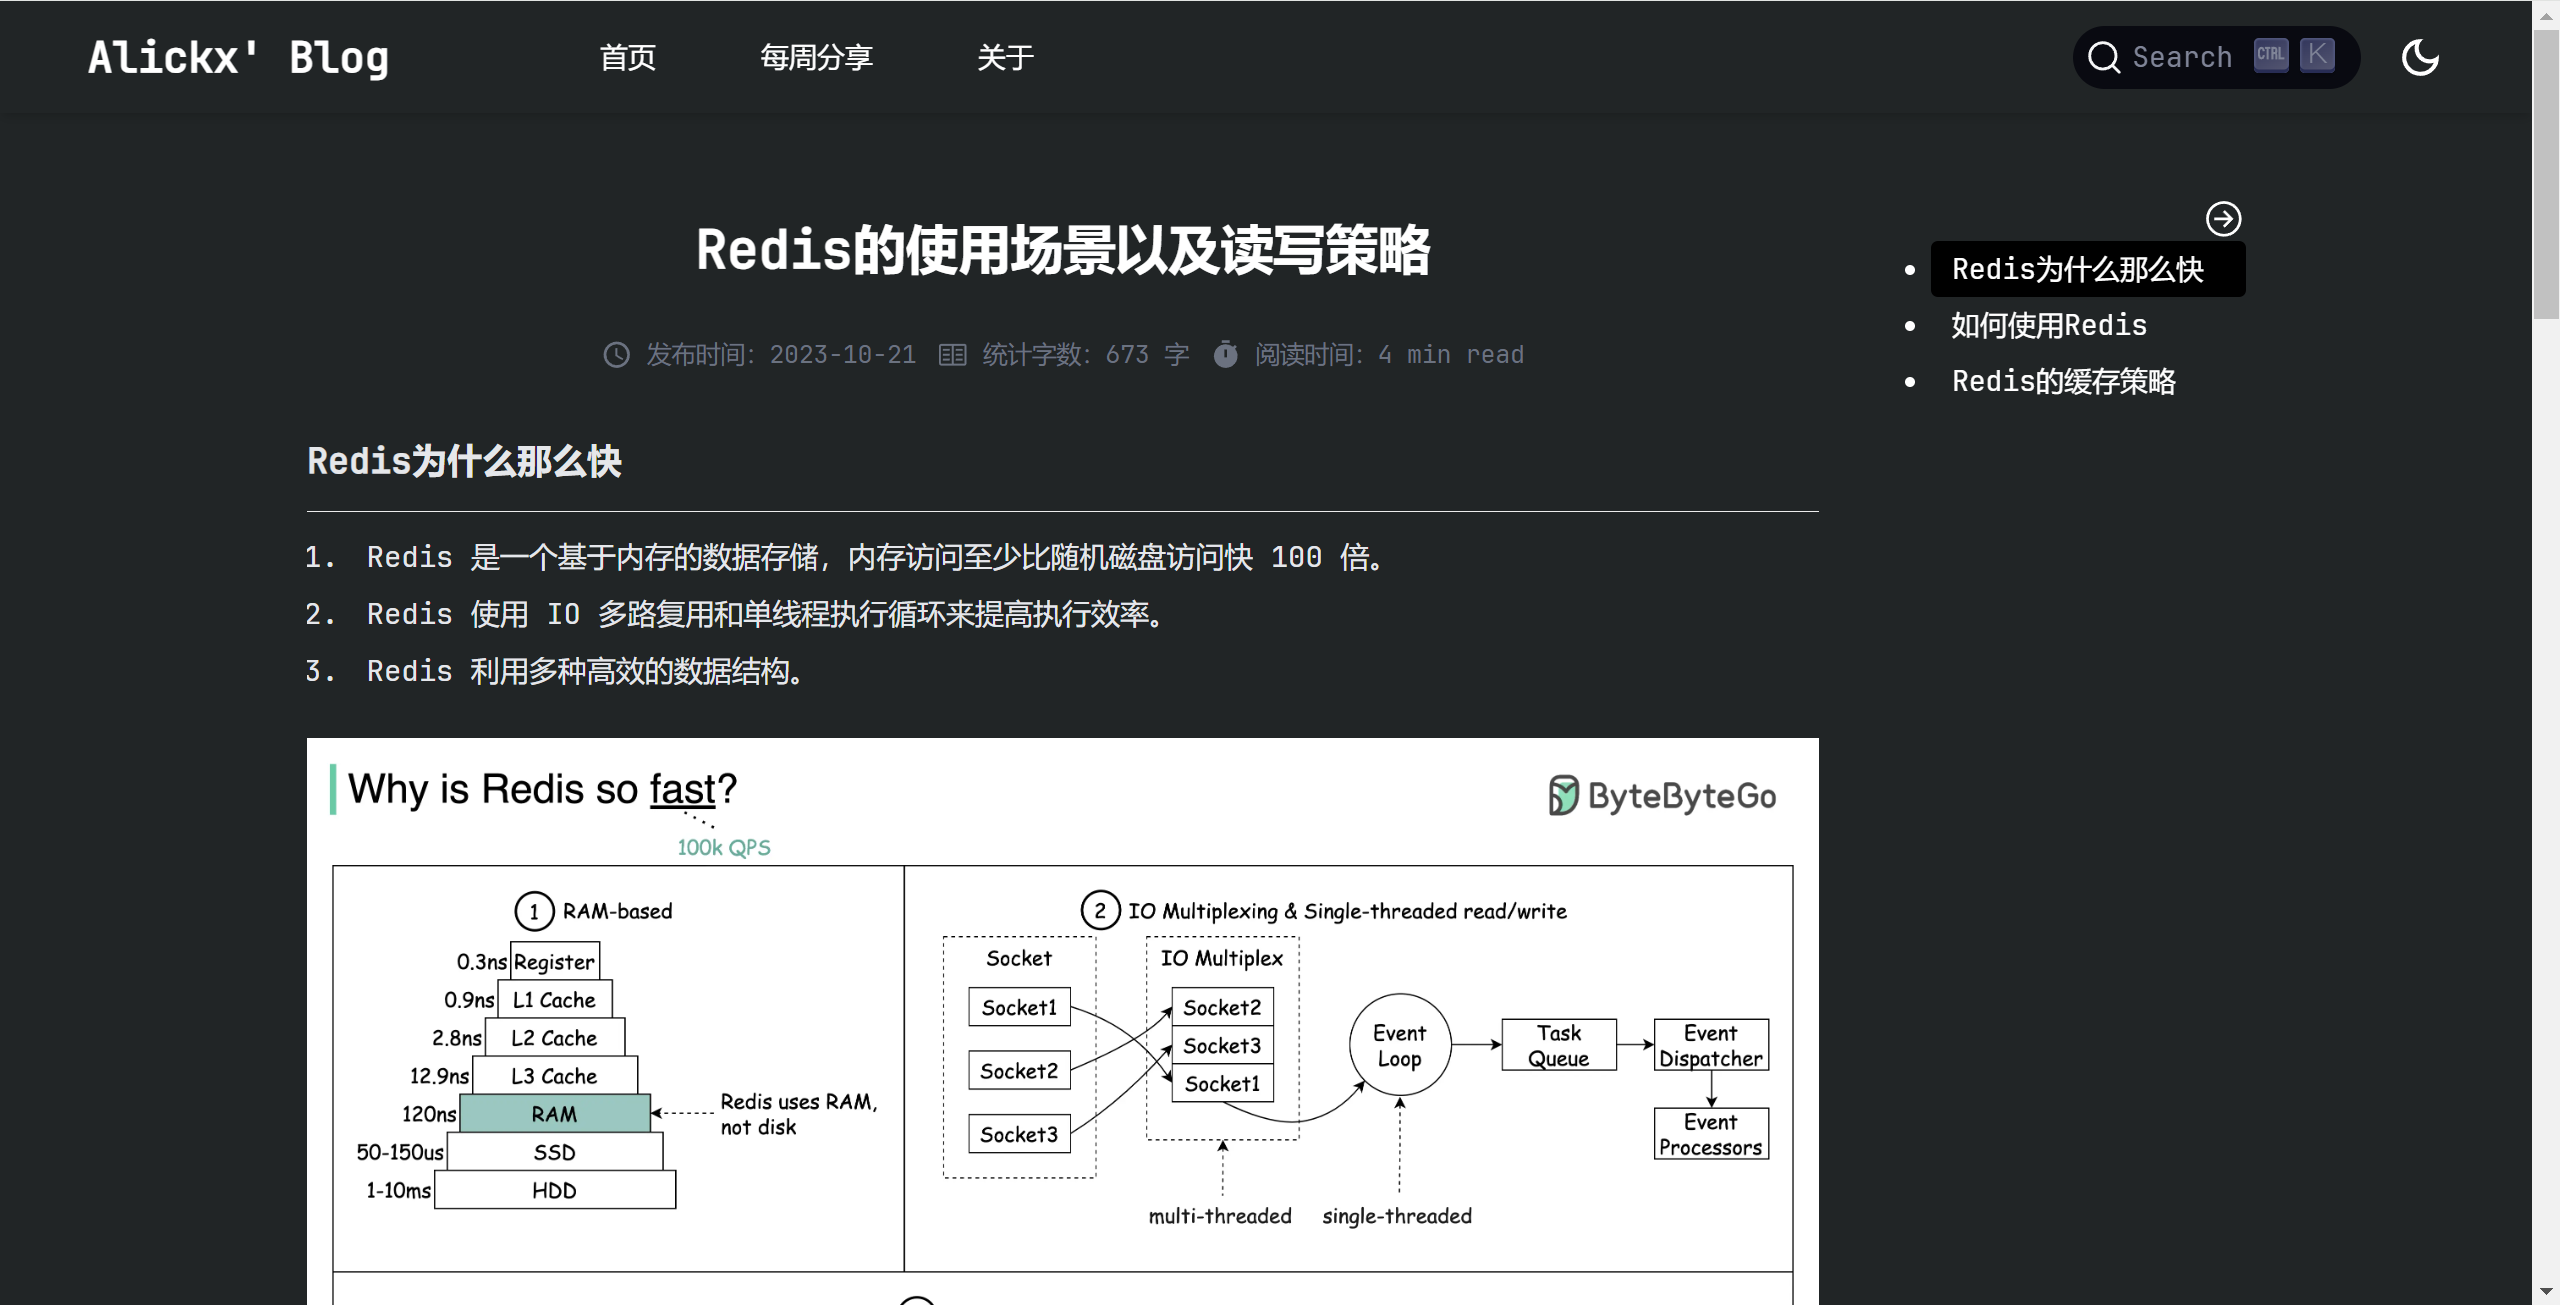 Alickx' Blog
首页
每周分享
关于
Search
CTRL
K
Redis的使用场景以及读写策略
发布时间：2023-10-21
统计字数：673 字
阅读时间：4 min read
Redis为什么那么快
如何使用Redis
Redis的缓存策略
Redis为什么那么快
1. Redis 是一个基于内存的数据存储，内存访问至少比随机磁盘访问快 100 倍。
2. Redis 使用 IO 多路复用和单线程执行循环来提高执行效率。
3. Redis 利用多种高效的数据结构。
Why is Redis so fast?
100k QPS
ByteByteGo
1 RAM-based
0.3ns Register
0.9ns L1 Cache
2.8ns L2 Cache
12.9ns L3 Cache
120ns RAM
50-150us SSD
1-10ms HDD
Redis uses RAM,
not disk
2 IO Multiplexing & Single-threaded read/write
Socket
Socket1
Socket2
Socket3
IO Multiplex
Socket2
Socket3
Socket1
multi-threaded
Event
Loop
single-threaded
Task
Queue
Event
Dispatcher
Event
Processors